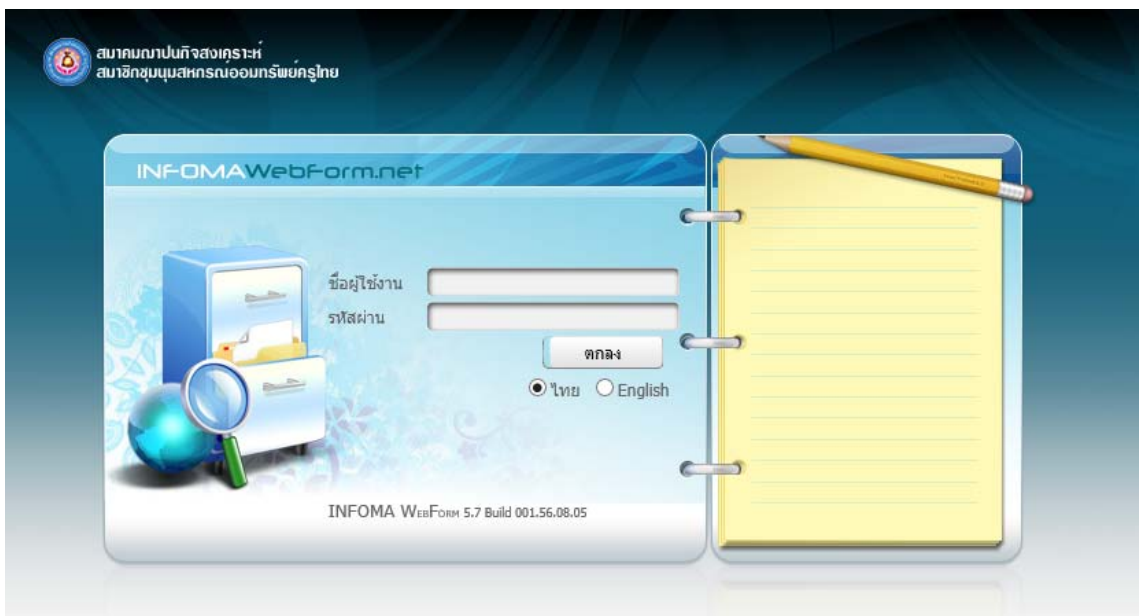 สมาคมฌาปนกิจสงเคราะห์
สมาชิกชุมนุมสหกรณ์ออมทรัพย์ครูไทย
INFOMAWebForm.net
ชื่อผู้ใช้งาน
รหัสผ่าน
ตกลง
ไทย English
INFOMA WebForm 5.7 Build 001.56.08.05